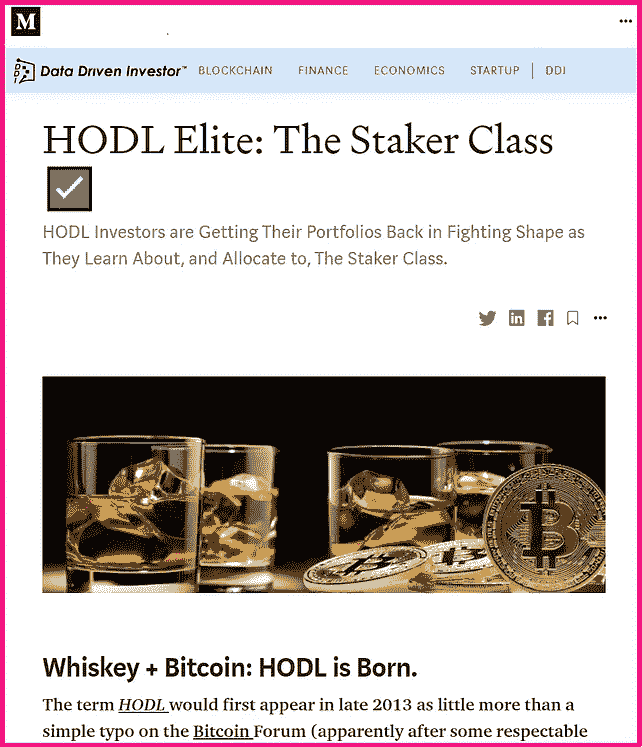 M
Data Driven Investor™ BLOCKCHAIN FINANCE ECONOMICS STARTUP DDI
HODL Elite: The Staker Class
HODL Investors are Getting Their Portfolios Back in Fighting Shape as
They Learn About, and Allocate to, The Staker Class.
Whiskey + Bitcoin: HODL is Born.
The term HODL would first appear in late 2013 as little more than a
simple typo on the Bitcoin Forum (apparently after some respectable